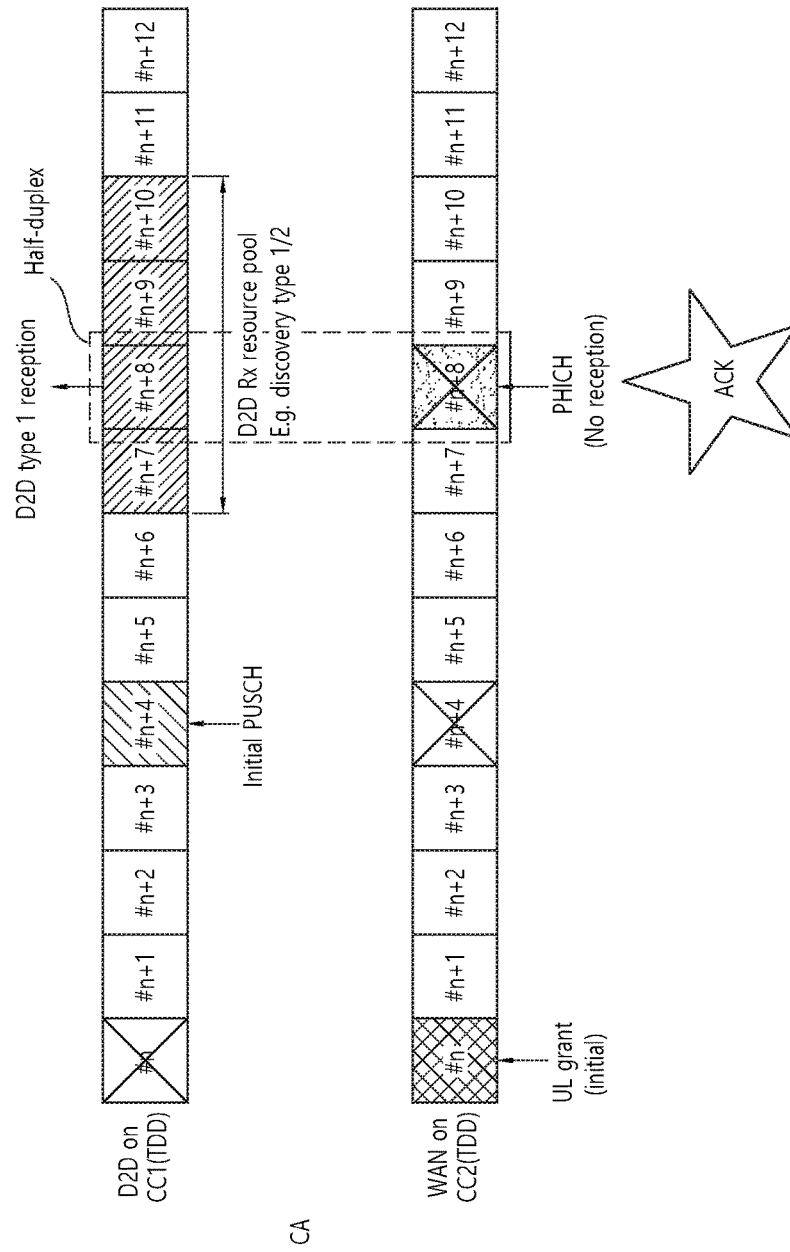 CA
D2D type 1 reception
Half-duplex
D2D on
CC1(TDD)
#n
#n+1
#n+2
#n+3
#n+4
#n+5
#n+6
#n+7
#n+8
#n+9
#n+10
#n+11
#n+12
Initial PUSCH
D2D Rx resource pool
E.g. discovery type 1/2
WAN on
CC2(TDD)
#n
#n+1
#n+2
#n+3
#n+4
#n+5
#n+6
#n+7
#n+8
#n+9
#n+10
#n+11
#n+12
UL grant
(initial)
PHICH
(No reception)
ACK